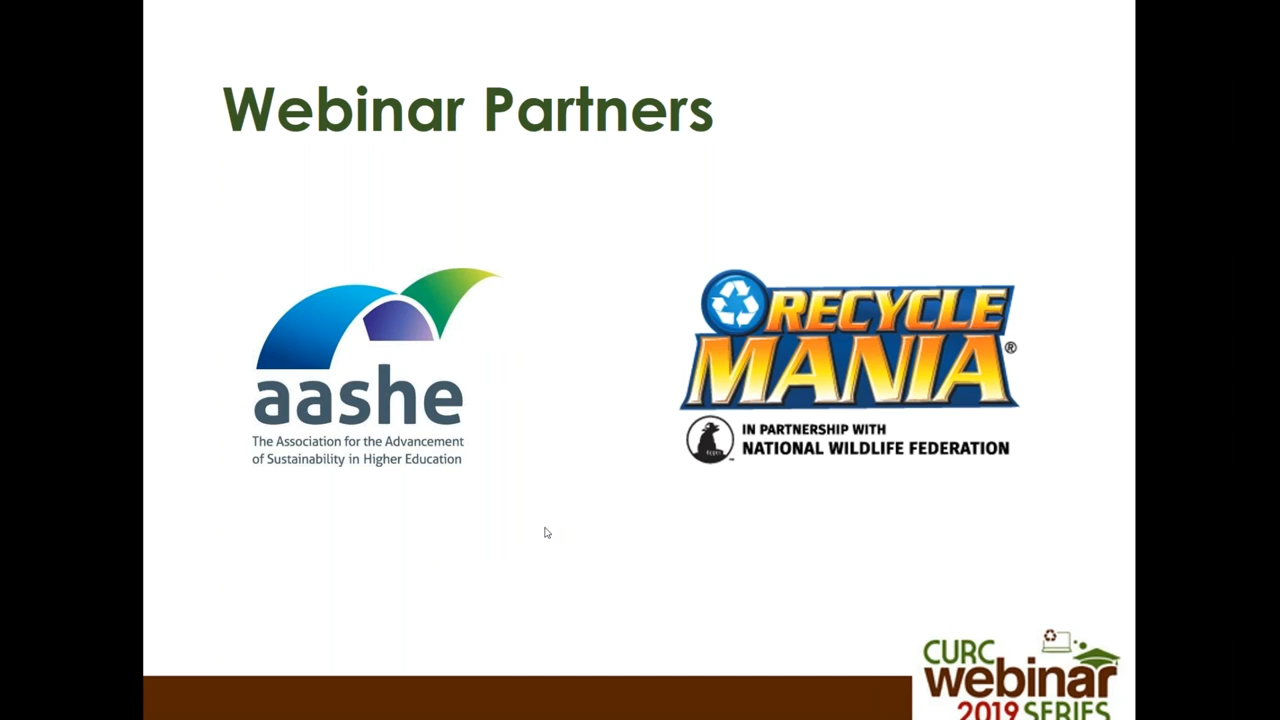 Webinar Partners
aashe
The Association for the Advancement
of Sustainability in Higher Education
RECYCLE
MANIA®
IN PARTNERSHIP WITH
NATIONAL WILDLIFE FEDERATION
CURC
webinar
2019 SERIES